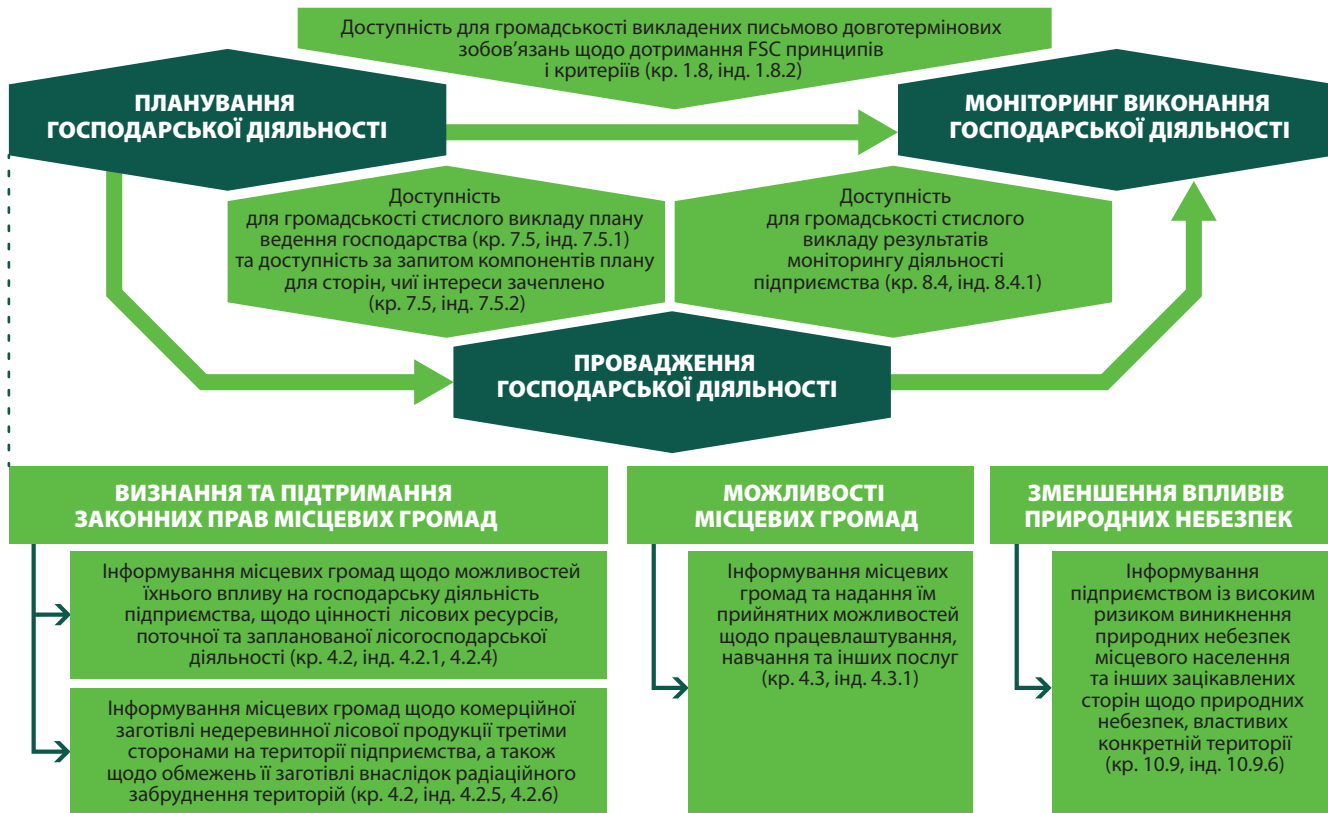 Доступність для громадськості викладених письмово довготермінових
зобов’язань щодо дотримання FSC принципів
і критеріїв (кр. 1.8, інд. 1.8.2)
ПЛАНУВАННЯ
ГОСПОДАРСЬКОЇ ДІЯЛЬНОСТІ
МОНІТОРИНГ ВИКОНАННЯ
ГОСПОДАРСЬКОЇ ДІЯЛЬНОСТІ
Доступність
для громадськості стислого викладу плану
ведення господарства (кр. 7.5, інд. 7.5.1)
та доступність за запитом компонентів плану
для сторін, чиї інтереси зачеплено
(кр. 7.5, інд. 7.5.2)
Доступність
для громадськості стислого
викладу результатів
моніторингу діяльності
підприємства (кр. 8.4, інд. 8.4.1)
ПРОВАДЖЕННЯ
ГОСПОДАРСЬКОЇ ДІЯЛЬНОСТІ
ВИЗНАННЯ ТА ПІДТРИМАННЯ
ЗАКОННИХ ПРАВ МІСЦЕВИХ ГРОМАД
Інформування місцевих громад щодо можливостей
їхнього впливу на господарську діяльність
підприємства, щодо цінності лісових ресурсів,
поточної та запланованої лісогосподарської
діяльності (кр. 4.2, інд. 4.2.1, 4.2.4)
Інформування місцевих громад щодо комерційної
заготівлі недеревинної лісової продукції третіми
сторонами на території підприємства, а також
щодо обмежень її заготівлі внаслідок радіаційного
забруднення територій (кр. 4.2, інд. 4.2.5, 4.2.6)
МОЖЛИВОСТІ
МІСЦЕВИХ ГРОМАД
Інформування місцевих
громад та надання їм
прийнятних можливостей
щодо працевлаштування,
навчання та інших послуг
(кр. 4.3, інд. 4.3.1)
ЗМЕНШЕННЯ ВПЛИВІВ
ПРИРОДНИХ НЕБЕЗПЕК
Інформування
підприємством із високим
ризиком виникнення
природних небезпек
місцевого населення
та інших зацікавлених
сторін щодо природних
небезпек, властивих
конкретній території
(кр. 10.9, інд. 10.9.6)